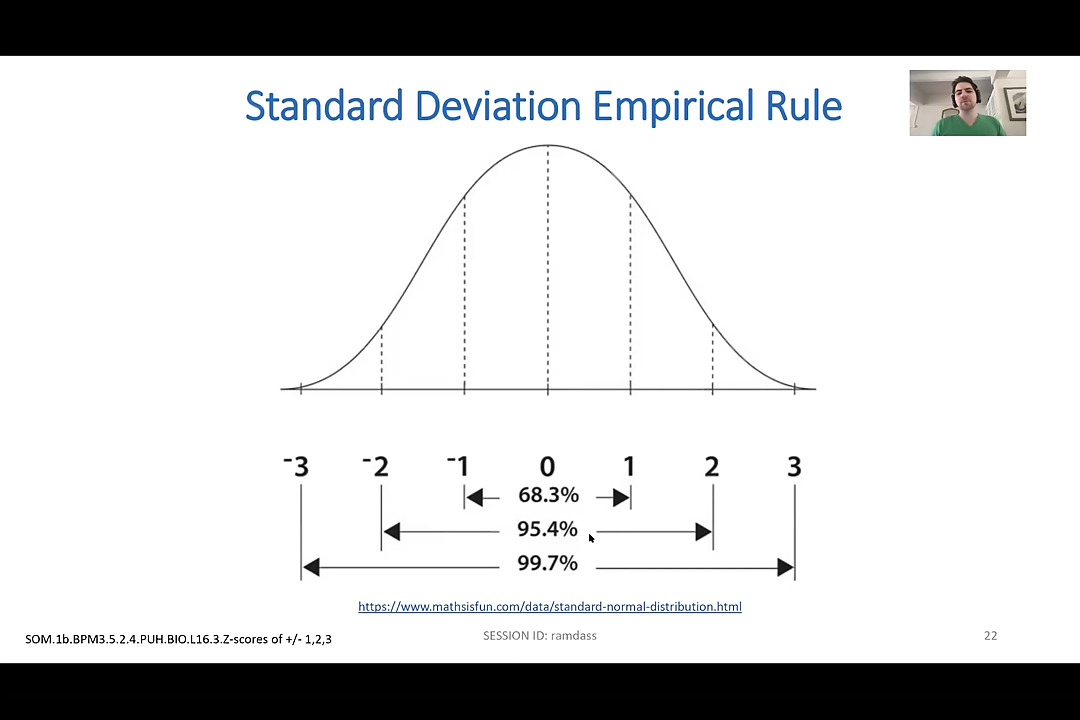 Standard Deviation Empirical Rule
-3 -2 -1 0 1 2 3
68.3%
95.4%
99.7%
https://www.mathsisfun.com/data/standard-normal-distribution.html
SOM.1b.BPM3.5.2.4.PUH.BIO.L16.3.Z-scores of +/- 1,2,3
SESSION ID: ramdass
22